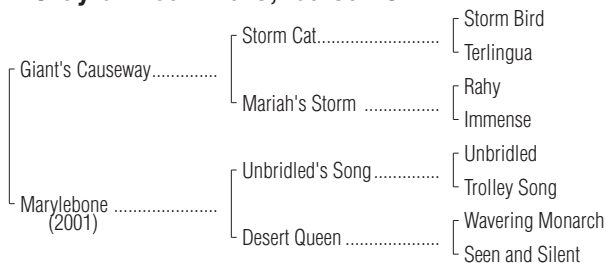 Storm Bird
Storm Cat........................
Terlingua
Giant's Causeway.............
Rahy
Mariah's Storm ...............
Immense
Unbridled
Unbridled's Song...............
Trolley Song
Marylebone ....................
(2001)
Wavering Monarch
Desert Queen ..................
Seen and Silent